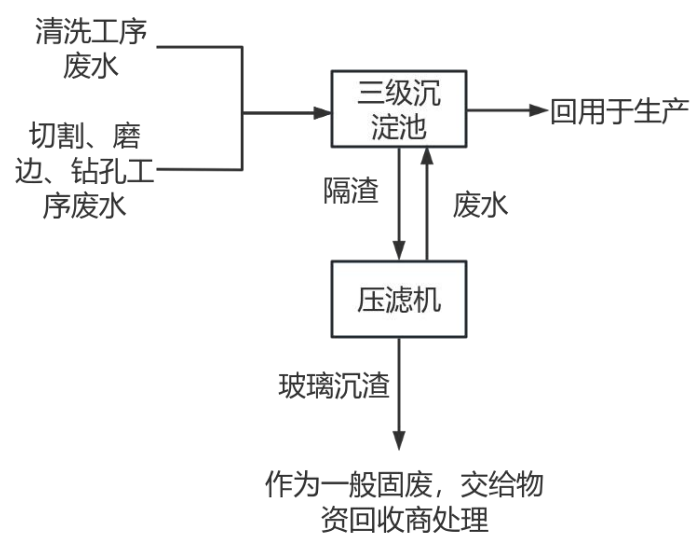 清洗工序
废水
三级沉
淀池
回用于生产
切割、磨
边、钻孔工
序废水
隔渣
废水
压滤机
玻璃沉渣
作为一般固废，交给物
资回收商处理